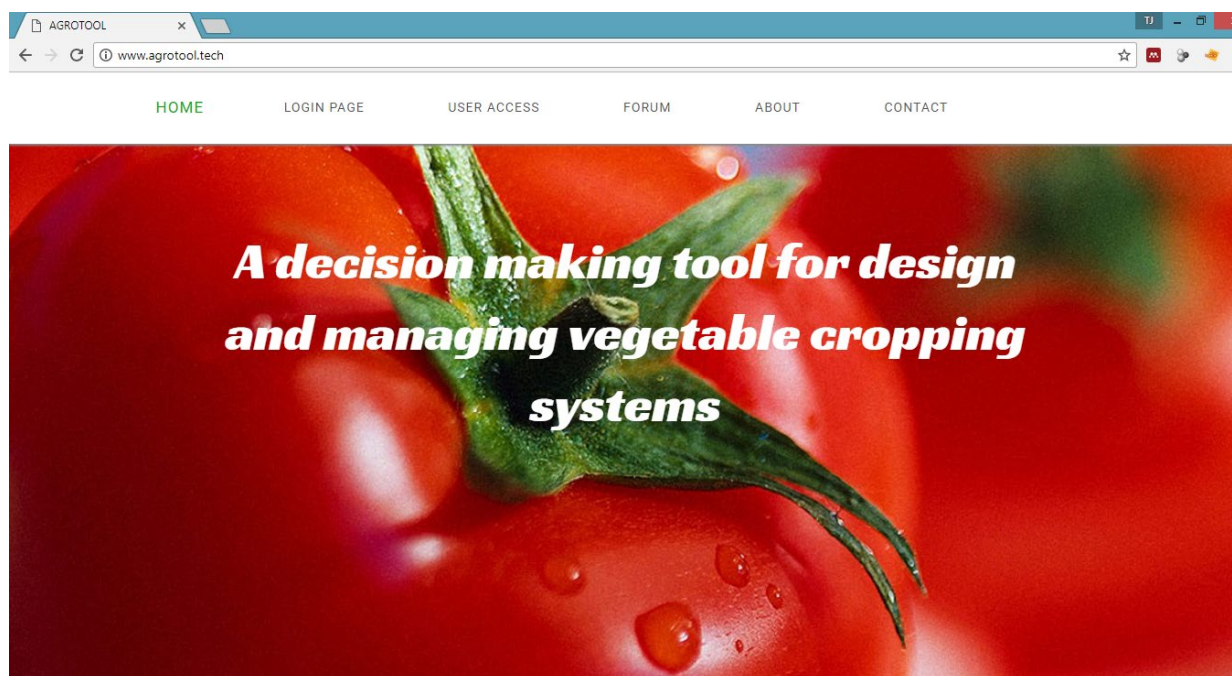 AGROTOOL
TJ
www.agrotool.tech
HOME LOGIN PAGE USER ACCESS FORUM ABOUT CONTACT
A decision making tool for design
and managing vegetable cropping
systems